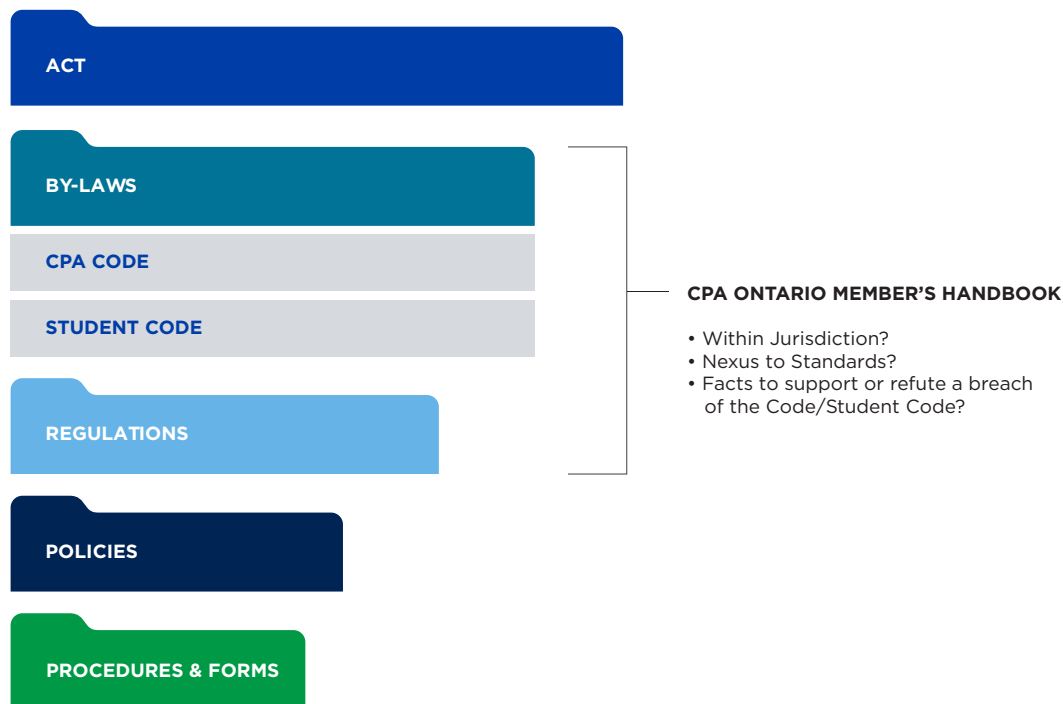 ACT
BY-LAWS
CPA CODE
STUDENT CODE
REGULATIONS
POLICIES
PROCEDURES & FORMS
CPA ONTARIO MEMBER'S HANDBOOK
• Within Jurisdiction?
• Nexus to Standards?
• Facts to support or refute a breach
of the Code/Student Code?